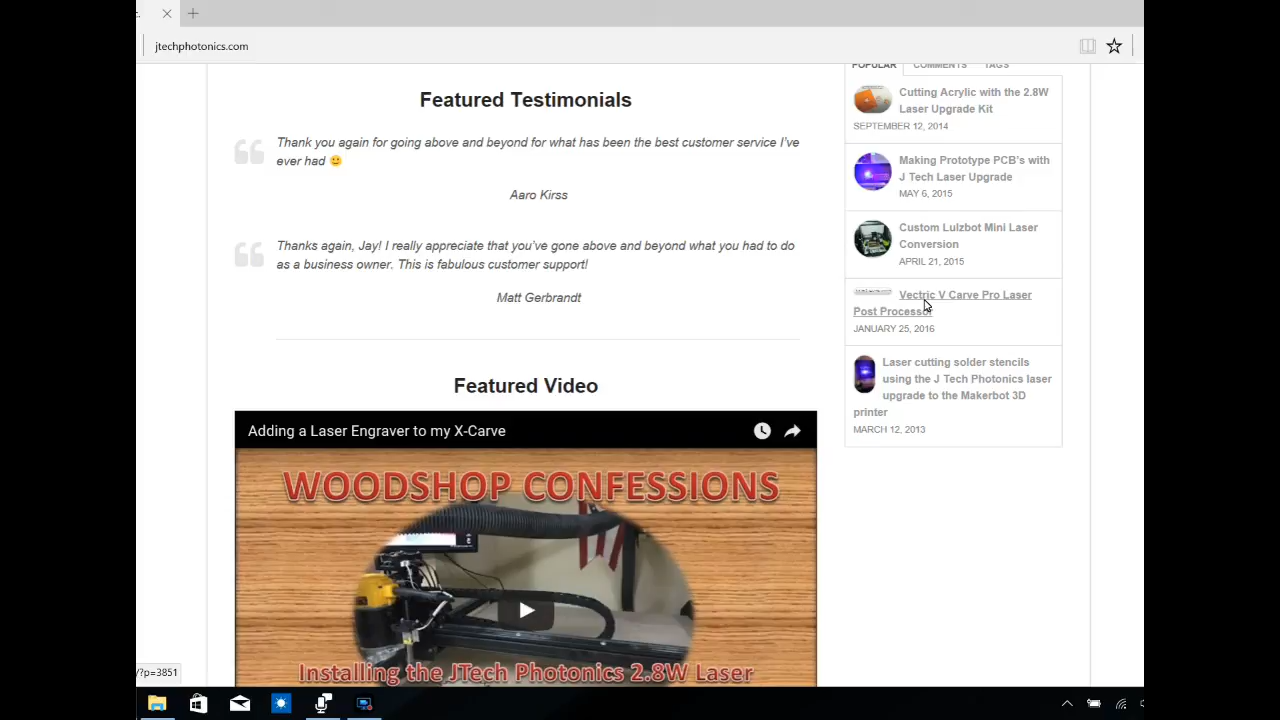 jtechphotonics.com
POPULAR COMMENTS TAGS
Featured Testimonials
Thank you again for going above and beyond for what has been the best customer service I've
ever had 🙂
Aaro Kirss
Thanks again, Jay! I really appreciate that you've gone above and beyond what you had to do
as a business owner. This is fabulous customer support!
Matt Gerbrandt
Featured Video
Adding a Laser Engraver to my X-Carve
WOODSHOP CONFESSIONS
Installing the JTech Photonics 2.8W Laser
Cutting Acrylic with the 2.8W
Laser Upgrade Kit
SEPTEMBER 12, 2014
Making Prototype PCB's with
J Tech Laser Upgrade
MAY 6, 2015
Custom Lulzbot Mini Laser
Conversion
APRIL 21, 2015
Vectric V Carve Pro Laser
Post Processor
JANUARY 25, 2016
Laser cutting solder stencils
using the J Tech Photonics laser
upgrade to the Makerbot 3D
printer
MARCH 12, 2013
/?p=3851